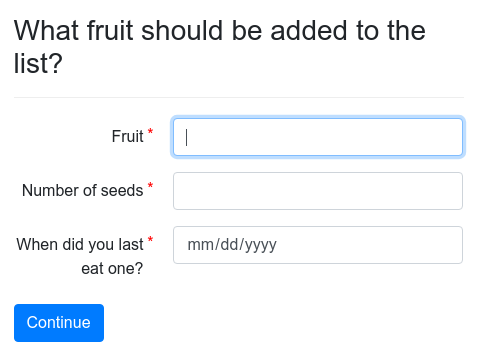 What fruit should be added to the
list?
Fruit *
Number of seeds *
When did you last *
eat one?
mm/dd/yyyy
Continue